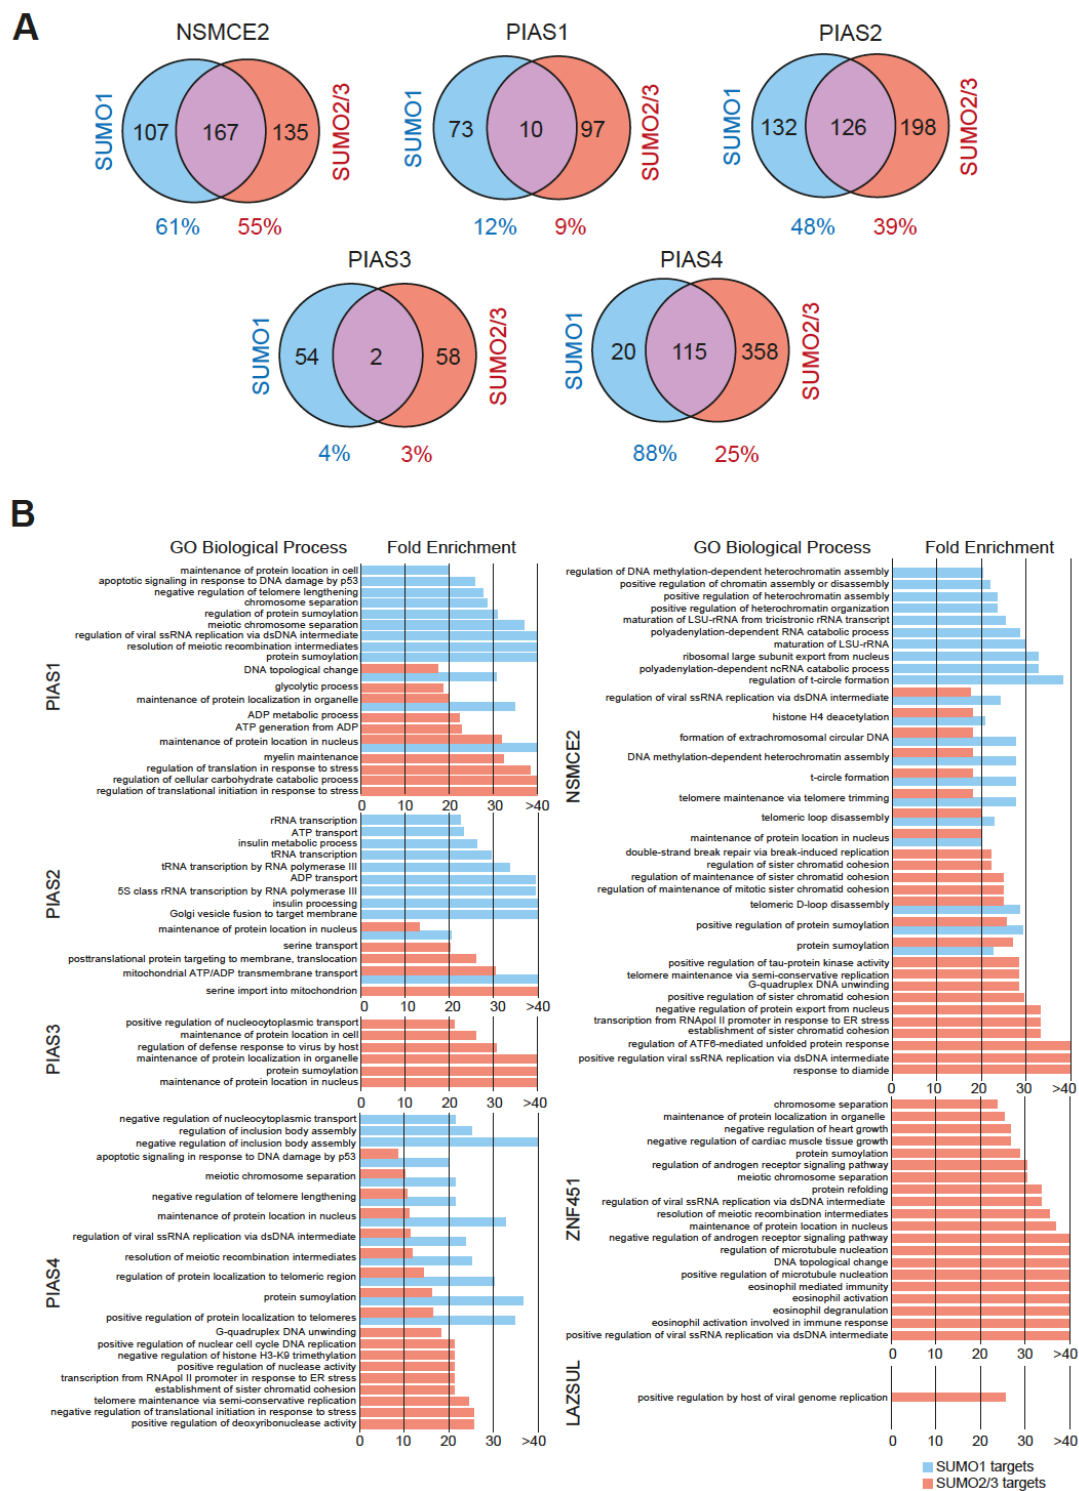 A
NSMCE2
PIAS1
PIAS2
SUMO1
107
167
135
SUMO2/3
SUMO1
73
10
97
SUMO2/3
SUMO1
132
126
198
SUMO2/3
61%
55%
12%
9%
48%
39%
PIAS3
PIAS4
SUMO1
54
2
58
SUMO2/3
SUMO1
20
115
358
SUMO2/3
4%
3%
88%
25%
B
GO Biological Process
Fold Enrichment
PIAS1
maintenance of protein location in cell
apoptotic signaling in response to DNA damage by p53
negative regulation of telomere lengthening
chromosome separation
regulation of protein sumoylation
meiotic chromosome separation
regulation of viral ssRNA replication via dsDNA intermediate
resolution of meiotic recombination intermediates
protein sumoylation
DNA topological change
glycolytic process
maintenance of protein localization in organelle
ADP metabolic process
ATP generation from ADP
maintenance of protein location in nucleus
myelin maintenance
regulation of translation in response to stress
regulation of cellular carbohydrate catabolic process
regulation of translational initiation in response to stress
0 10 20 30 >40
PIAS2
rRNA transcription
ATP transport
insulin metabolic process
tRNA transcription
tRNA transcription by RNA polymerase III
ADP transport
5S class rRNA transcription by RNA polymerase III
insulin processing
Golgi vesicle fusion to target membrane
maintenance of protein location in nucleus
serine transport
posttranslational protein targeting to membrane, translocation
mitochondrial ATP/ADP transmembrane transport
serine import into mitochondrion
0 10 20 30 >40
PIAS3
positive regulation of nucleocytoplasmic transport
maintenance of protein location in cell
regulation of defense response to virus by host
maintenance of protein localization in organelle
protein sumoylation
maintenance of protein location in nucleus
0 10 20 30 >40
PIAS4
negative regulation of nucleocytoplasmic transport
regulation of inclusion body assembly
negative regulation of inclusion body assembly
apoptotic signaling in response to DNA damage by p53
meiotic chromosome separation
negative regulation of telomere lengthening
maintenance of protein location in nucleus
regulation of viral ssRNA replication via dsDNA intermediate
resolution of meiotic recombination intermediates
regulation of protein localization to telomeric region
protein sumoylation
positive regulation of protein localization to telomeres
G-quadruplex DNA unwinding
positive regulation of nuclear cell cycle DNA replication
negative regulation of histone H3-K9 trimethylation
positive regulation of nuclease activity
transcription from RNApol II promoter in response to ER stress
establishment of sister chromatid cohesion
telomere maintenance via semi-conservative replication
negative regulation of translational initiation in response to stress
positive regulation of deoxyribonuclease activity
0 10 20 30 >40
GO Biological Process
Fold Enrichment
NSMCE2
regulation of DNA methylation-dependent heterochromatin assembly
positive regulation of chromatin assembly or disassembly
positive regulation of heterochromatin assembly
positive regulation of heterochromatin organization
maturation of LSU-rRNA from tricistronic rRNA transcript
polyadenylation-dependent RNA catabolic process
maturation of LSU-rRNA
ribosomal large subunit export from nucleus
polyadenylation-dependent ncRNA catabolic process
regulation of t-circle formation
regulation of viral ssRNA replication via dsDNA intermediate
histone H4 deacetylation
formation of extrachromosomal circular DNA
DNA methylation-dependent heterochromatin assembly
t-circle formation
telomere maintenance via telomere trimming
telomeric loop disassembly
maintenance of protein location in nucleus
double-strand break repair via break-induced replication
regulation of sister chromatid cohesion
regulation of maintenance of sister chromatid cohesion
regulation of maintenance of mitotic sister chromatid cohesion
telomeric D-loop disassembly
positive regulation of protein sumoylation
protein sumoylation
positive regulation of tau-protein kinase activity
telomere maintenance via semi-conservative replication
G-quadruplex DNA unwinding
positive regulation of sister chromatid cohesion
negative regulation of protein export from nucleus
transcription from RNApol II promoter in response to ER stress
establishment of sister chromatid cohesion
regulation of ATF6-mediated unfolded protein response
positive regulation viral ssRNA replication via dsDNA intermediate
response to diamide
0 10 20 30 >40
ZNF451
chromosome separation
maintenance of protein localization in organelle
negative regulation of heart growth
negative regulation of cardiac muscle tissue growth
protein sumoylation
regulation of androgen receptor signaling pathway
meiotic chromosome separation
protein refolding
regulation of viral ssRNA replication via dsDNA intermediate
resolution of meiotic recombination intermediates
maintenance of protein location in nucleus
negative regulation of androgen receptor signaling pathway
regulation of microtubule nucleation
DNA topological change
positive regulation of microtubule nucleation
eosinophil mediated immunity
eosinophil activation
eosinophil degranulation
eosinophil activation involved in immune response
positive regulation of viral ssRNA replication via dsDNA intermediate
0 10 20 30 >40
LAZSUL
positive regulation by host of viral genome replication
0 10 20 30 >40
SUMO1 targets
SUMO2/3 targets